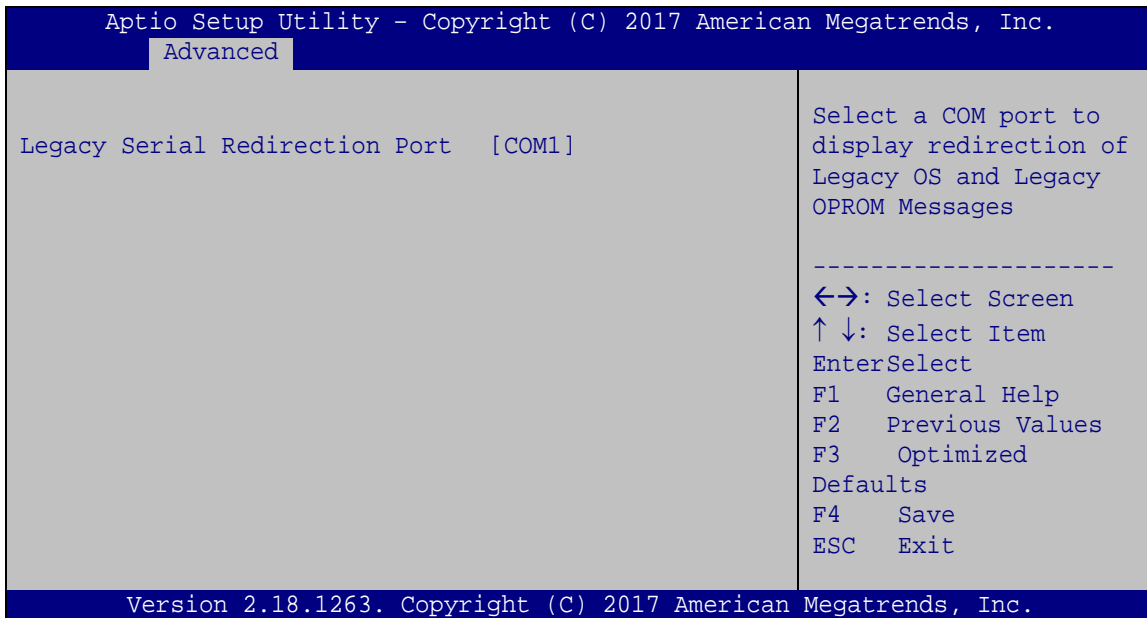 Aptio Setup Utility – Copyright (C) 2017 American Megatrends, Inc.
Advanced
Legacy Serial Redirection Port [COM1]
Select a COM port to
display redirection of
Legacy OS and Legacy
OPROM Messages
---------------------
←→: Select Screen
↑ ↓: Select Item
EnterSelect
F1 General Help
F2 Previous Values
F3 Optimized
Defaults
F4 Save
ESC Exit
Version 2.18.1263. Copyright (C) 2017 American Megatrends, Inc.